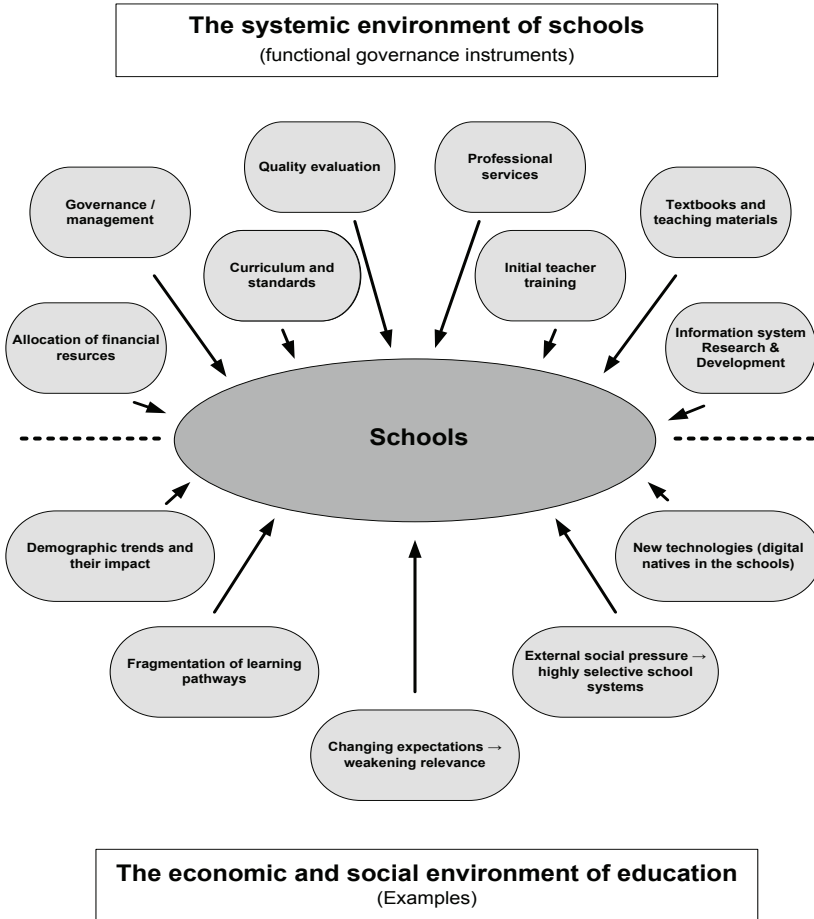 The systemic environment of schools
(functional governance instruments)
Quality evaluation
Professional
services
Governance /
management
Textbooks and
teaching materials
Curriculum and
standards
Initial teacher
training
Allocation of financial
resurces
Information system
Research &
Development
Schools
Demographic trends and
their impact
New technologies (digital
natives in the schools)
Fragmentation of learning
pathways
External social pressure →
highly selective school
systems
Changing expectations →
weakening relevance
The economic and social environment of education
(Examples)